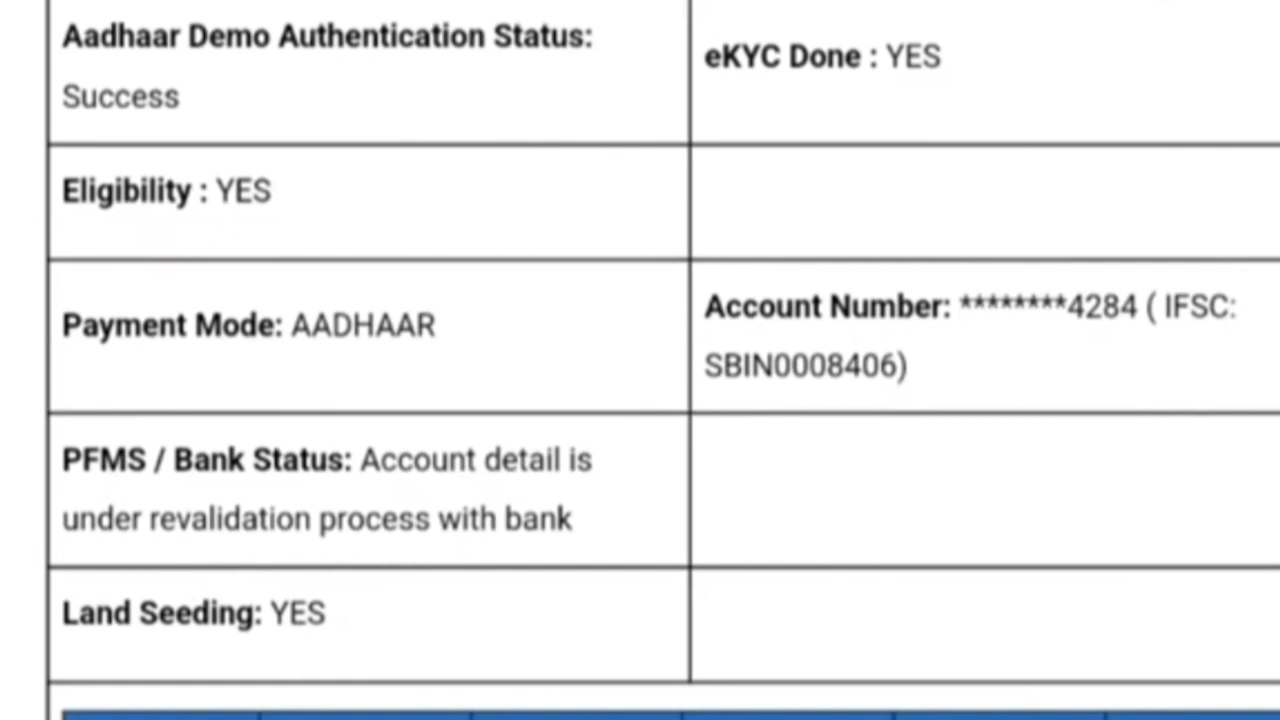 Aadhaar Demo Authentication Status:
Success
eKYC Done : YES
Eligibility : YES
Payment Mode: AADHAAR
Account Number: ********4284 ( IFSC:
SBIN0008406)
PFMS / Bank Status: Account detail is
under revalidation process with bank
Land Seeding: YES